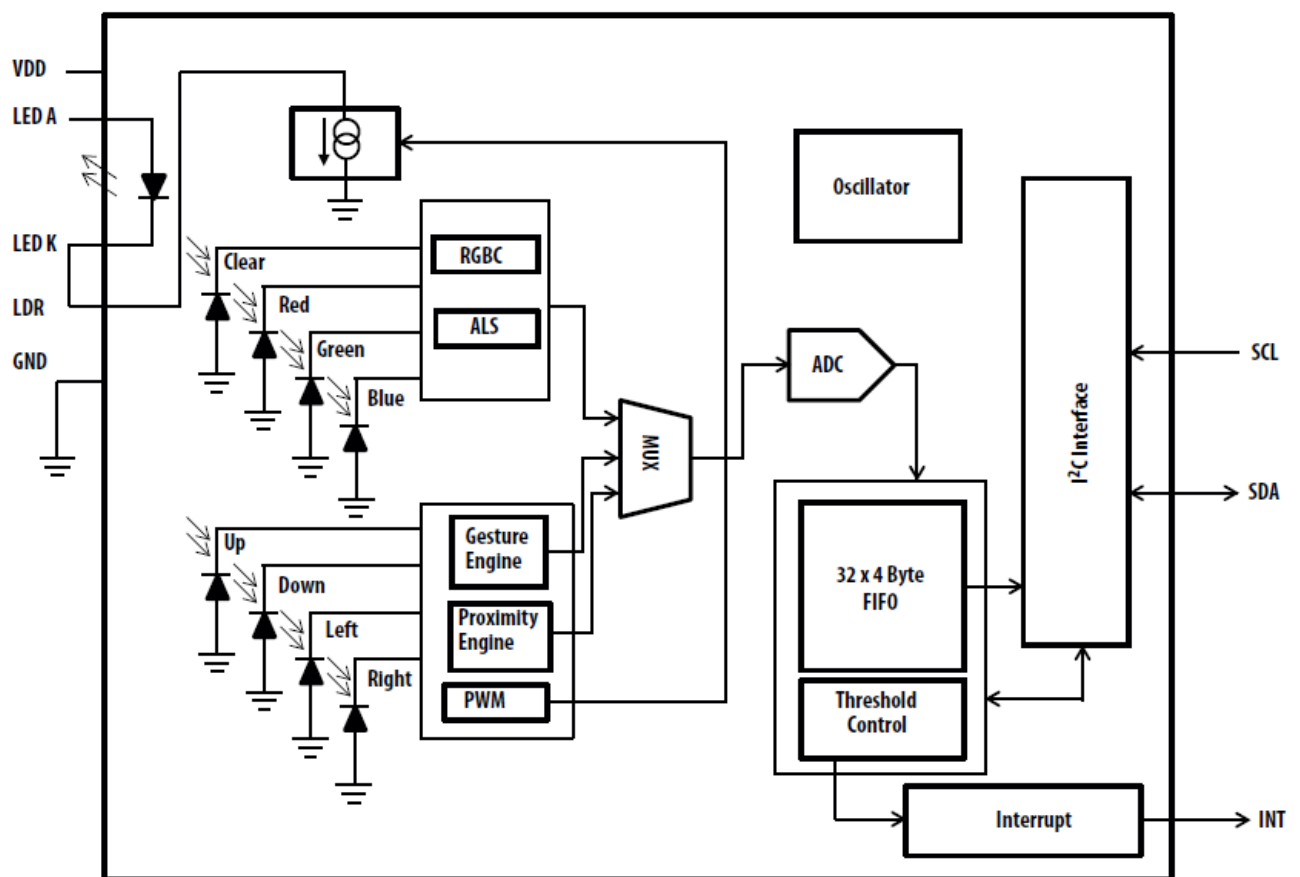 VDD
LED A
LED K
LDR
GND
Clear
Red
Green
Blue
RGBC
ALS
Up
Down
Left
Right
Gesture
Engine
Proximity
Engine
PWM
MUX
ADC
Oscillator
32 x 4 Byte
FIFO
Threshold
Control
I²C Interface
Interrupt
SCL
SDA
INT